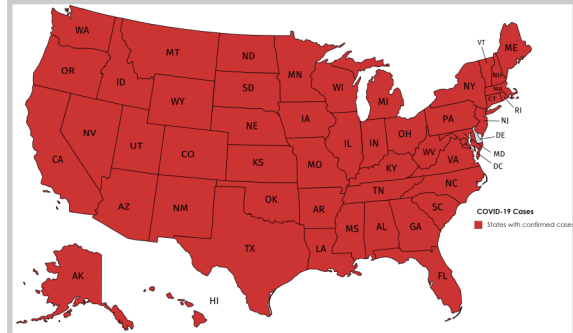 VT
WA
ME
MT
ND
MN
OR
NH
ID
WI
NY
SD
MA
MI
CT
WY
RI
IA
PA
NJ
NE
NV
OH
DE
IL
IN
UT
MD
CO
WV
CA
VA
DC
KS
MO
KY
NC
TN
OK
AZ
NM
AR
SC
COVID-19 Cases
MS
AL
GA
States with confirmed cases
TX
LA
AK
FL
HI